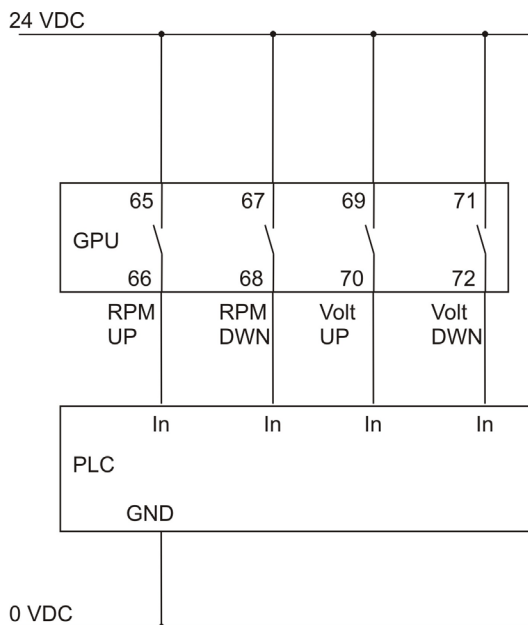 24 VDC
65 67 69 71
GPU
66 68 70 72
RPM RPM Volt Volt
UP DWN UP DWN
In In In In
PLC
GND
0 VDC